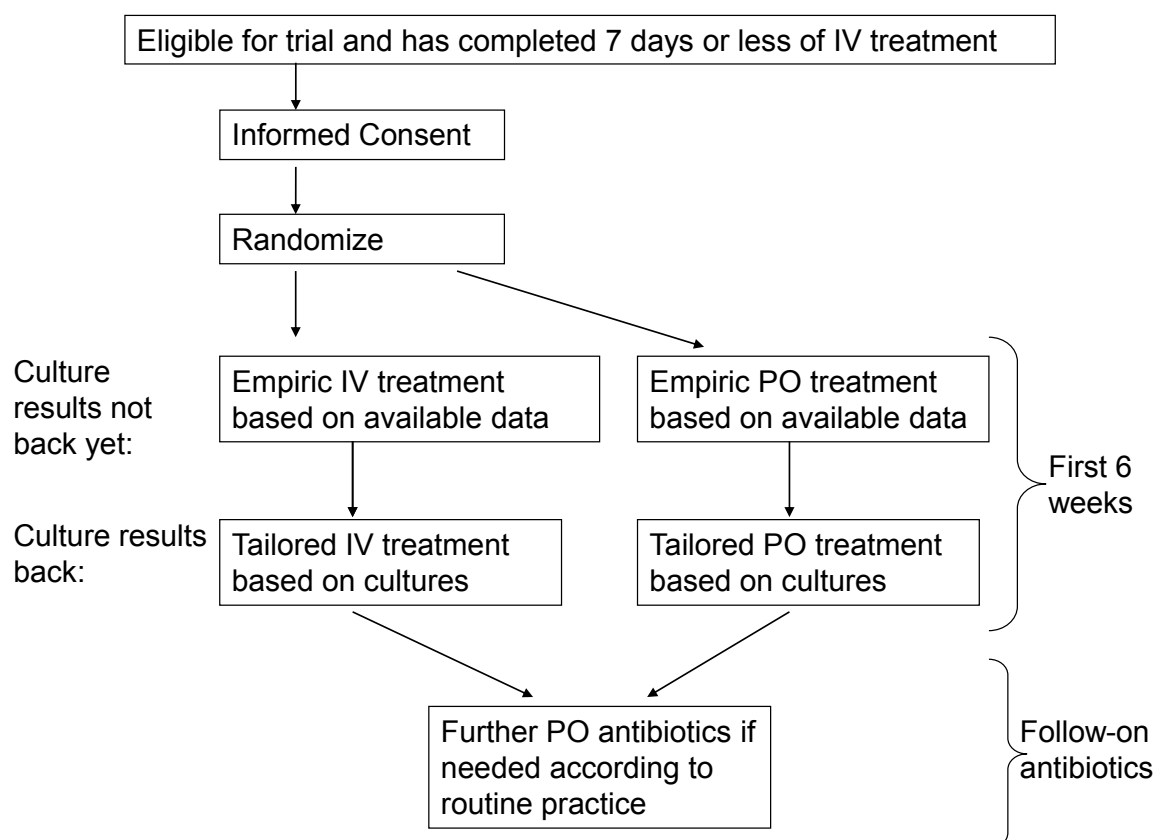 Eligible for trial and has completed 7 days or less of IV treatment
Informed Consent
Randomize
Culture
results not
back yet:
Empiric IV treatment
based on available data
Empiric PO treatment
based on available data
First 6
weeks
Culture results
back:
Tailored IV treatment
based on cultures
Tailored PO treatment
based on cultures
Further PO antibiotics if
needed according to
routine practice
Follow-on
antibiotics